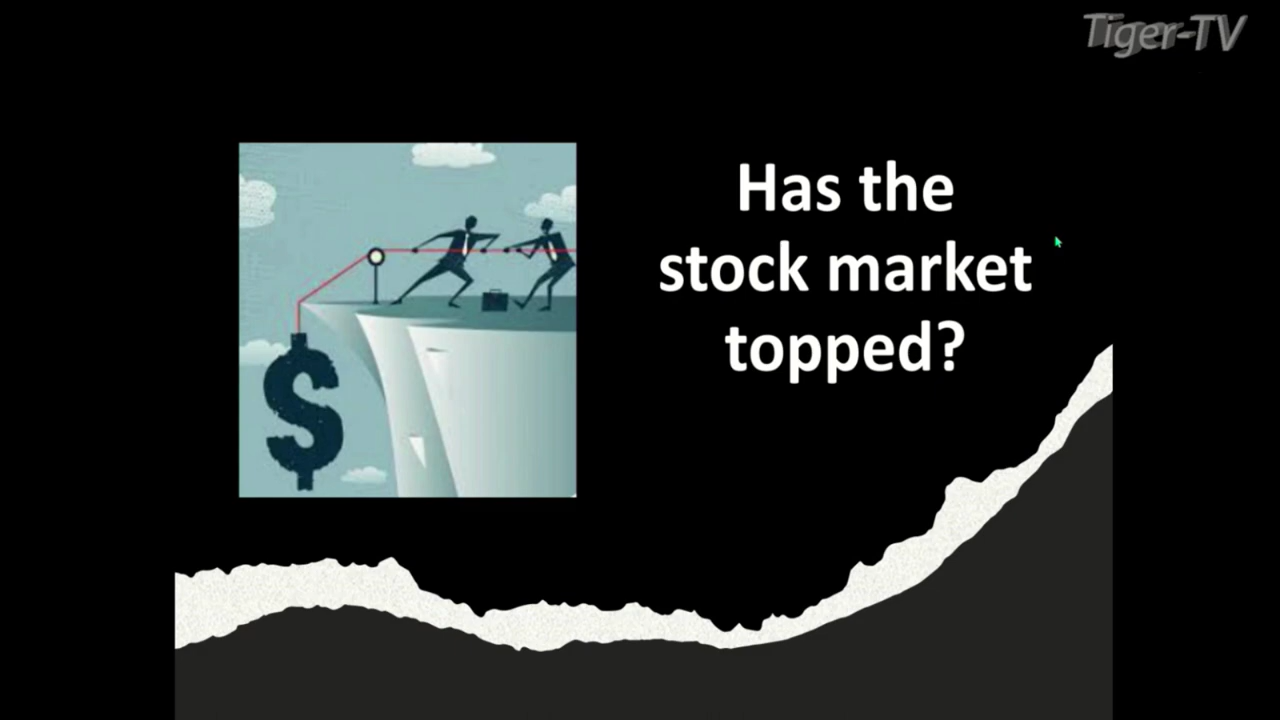 Tiger-TV
Has the
stock market
topped?
$